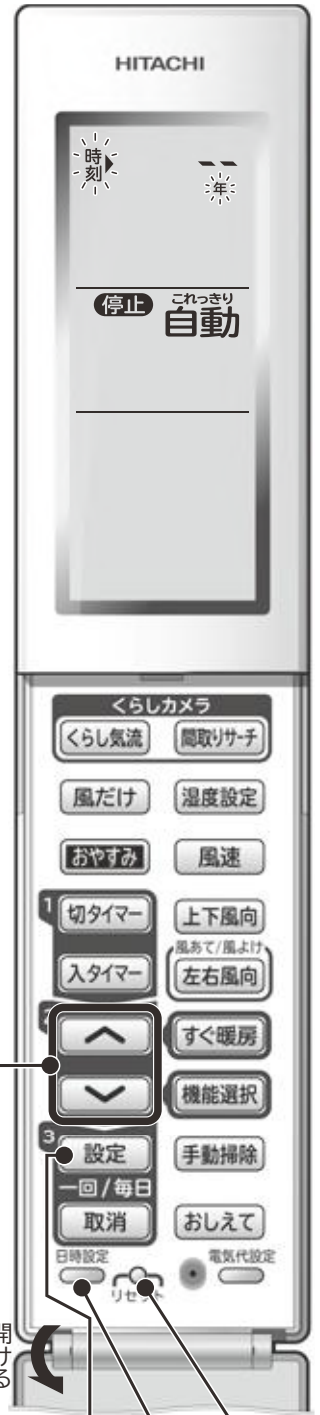 HITACHI
時刻
年
停止
これっきり
自動
くらしカメラ
くらし気流 間取りサーチ
風だけ 湿度設定
おやすみ 風速
1
切タイマー 上下風向
風あて/風よけ
入タイマー 左右風向
すぐ暖房
機能選択
3
設定 手動掃除
一回/毎日
取消 おしえて
日時設定 電気代設定
リセット
開
け
る